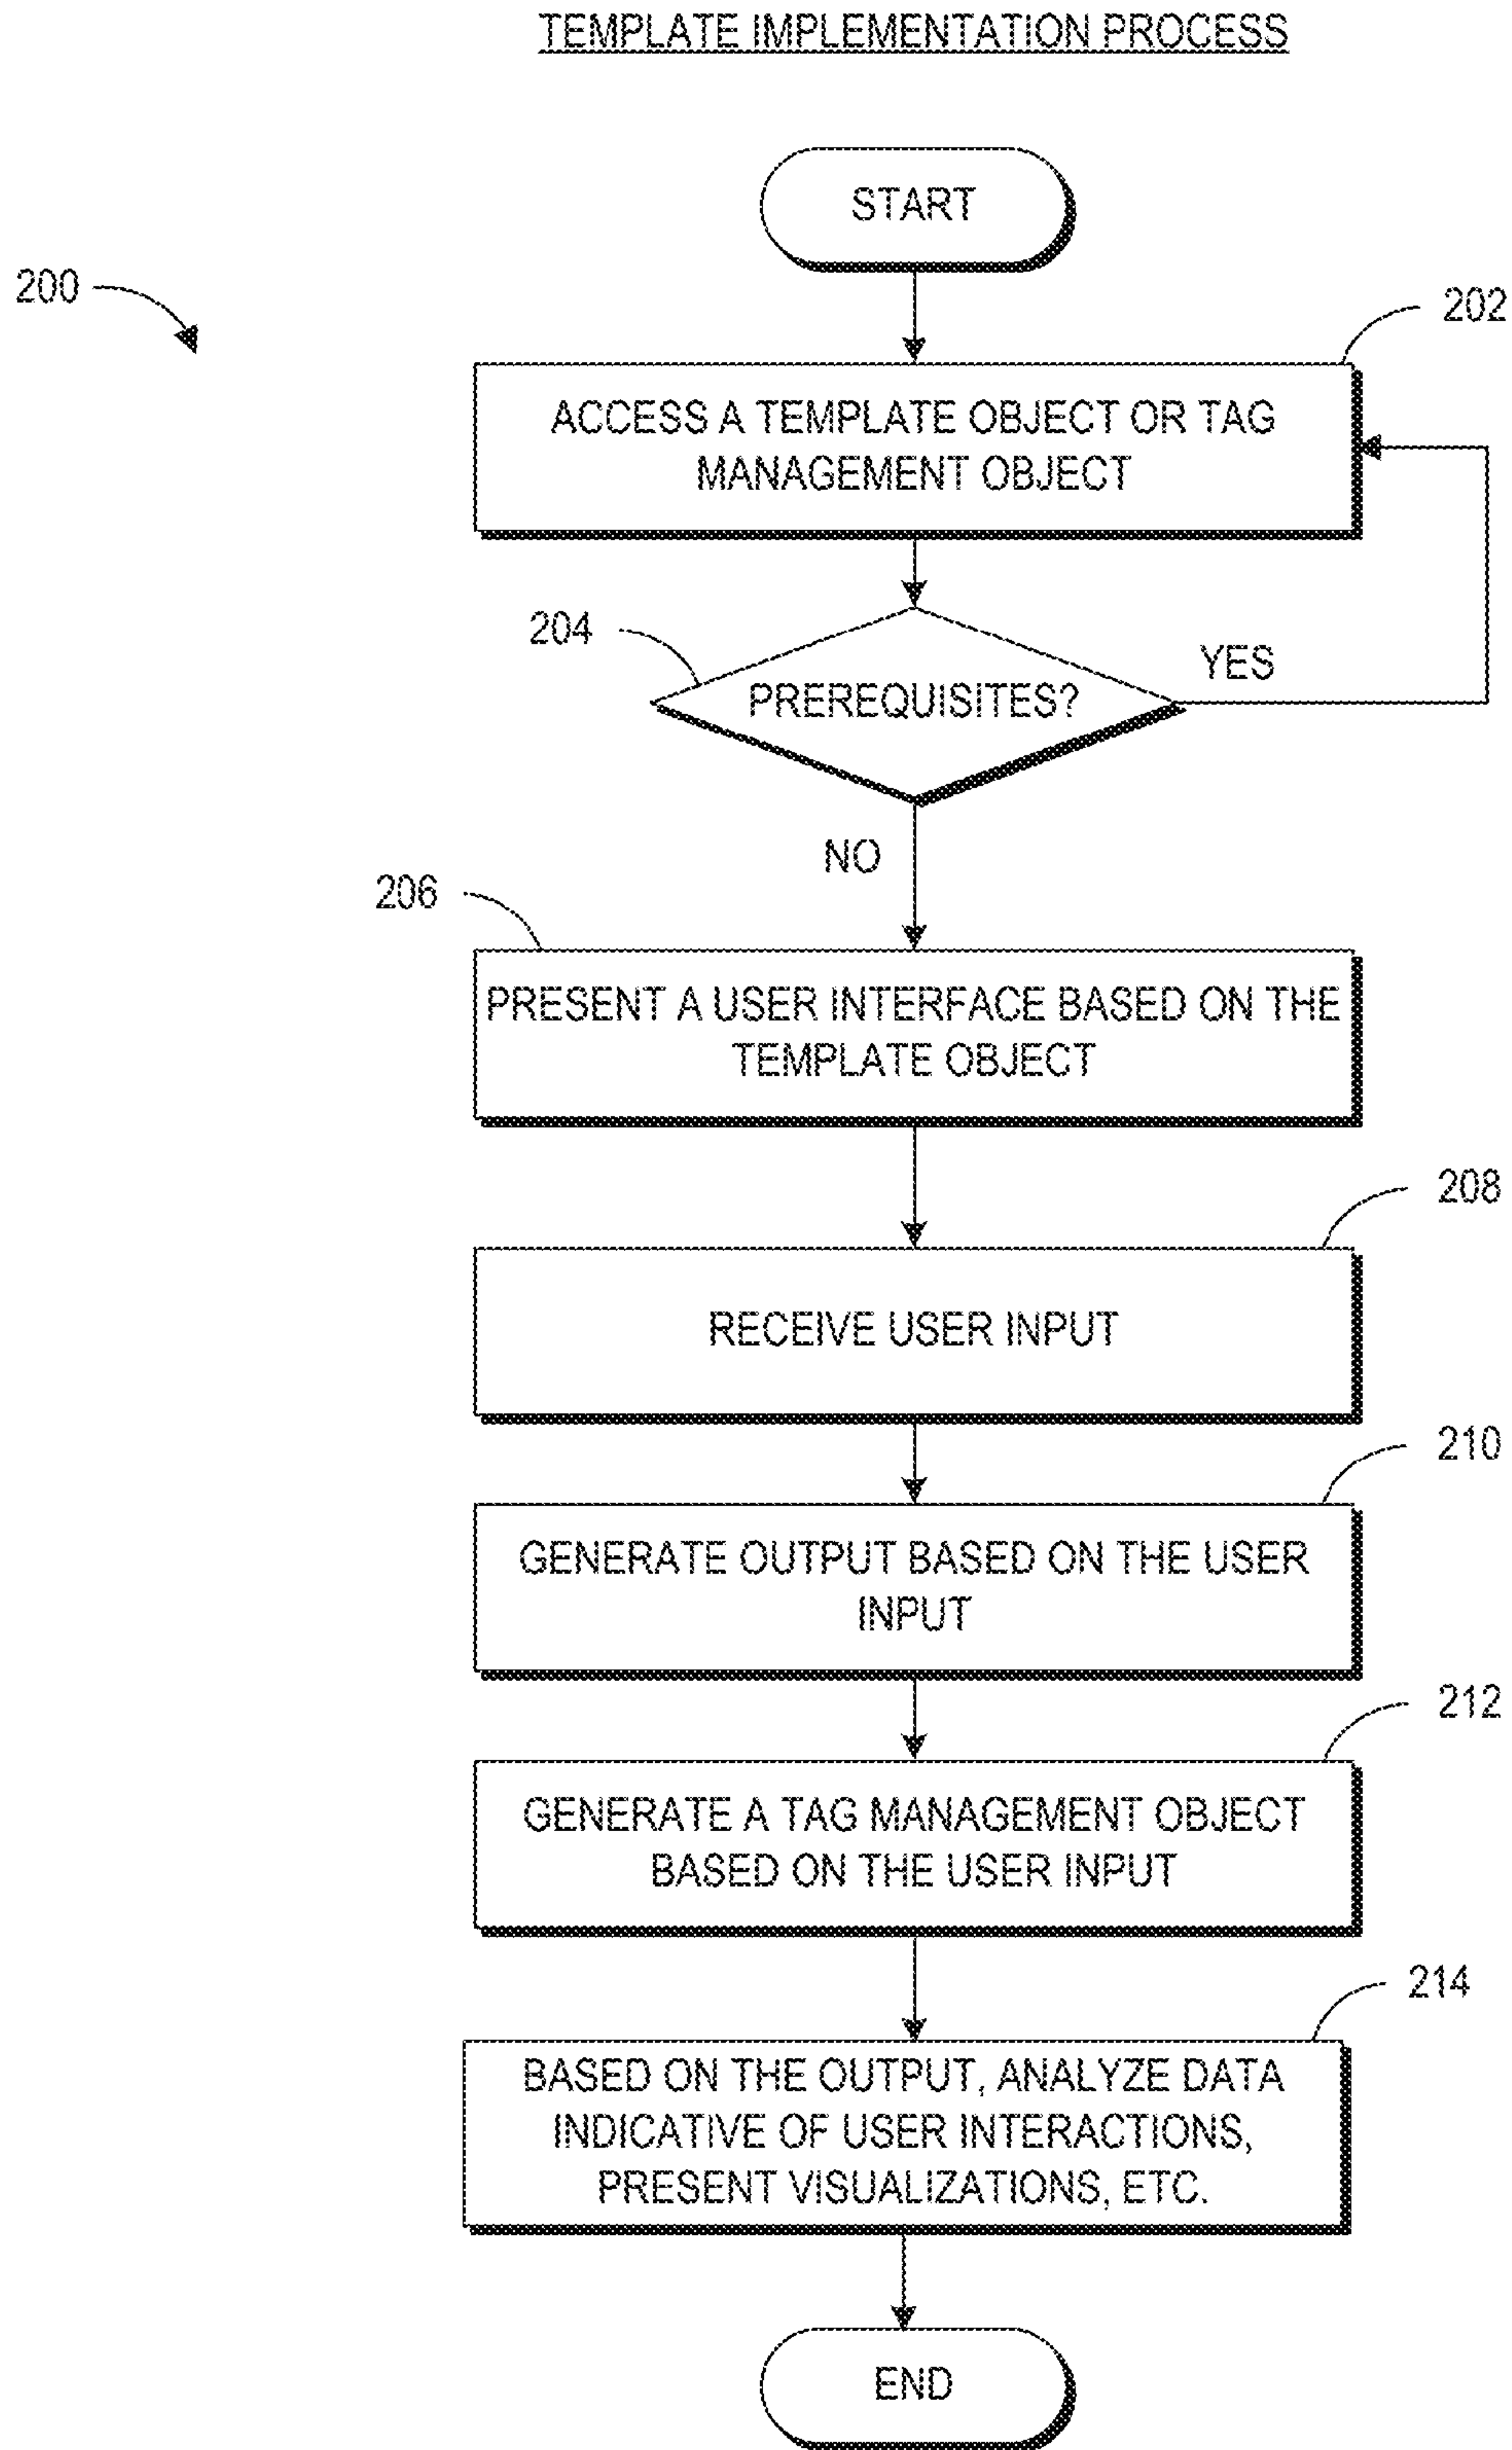 TEMPLATE IMPLEMENTATION PROCESS
START
200
202
ACCESS A TEMPLATE OBJECT OR TAG
MANAGEMENT OBJECT
204
PREREQUISITES?
YES
NO
206
PRESENT A USER INTERFACE BASED ON THE
TEMPLATE OBJECT
208
RECEIVE USER INPUT
210
GENERATE OUTPUT BASED ON THE USER
INPUT
212
GENERATE A TAG MANAGEMENT OBJECT
BASED ON THE USER INPUT
214
BASED ON THE OUTPUT, ANALYZE DATA
INDICATIVE OF USER INTERACTIONS,
PRESENT VISUALIZATIONS, ETC.
END